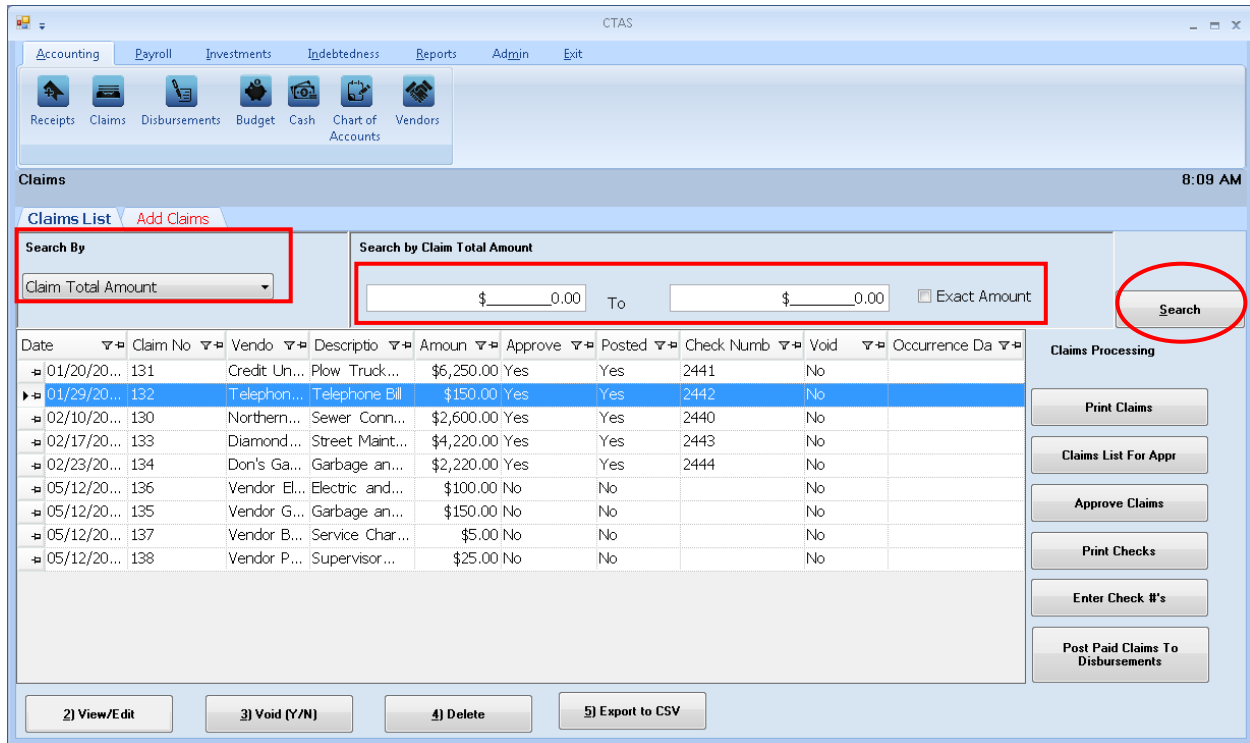 CTAS
Accounting Payroll Investments Indebtedness Reports Admin Exit
Receipts Claims Disbursements Budget Cash Chart of Accounts Vendors
Claims 8:09 AM
Claims List Add Claims
Search By Search by Claim Total Amount
Claim Total Amount $_______0.00 To $_______0.00 Exact Amount Search
Date Claim No Vendo Descriptio Amoun Approve Posted Check Numb Void Occurrence Da
01/20/20... 131 Credit Un... Plow Truck... $6,250.00 Yes Yes 2441 No
01/29/20... 132 Telephon... Telephone Bill $150.00 Yes Yes 2442 No
02/10/20... 130 Northern... Sewer Conn... $2,600.00 Yes Yes 2440 No
02/17/20... 133 Diamond... Street Maint... $4,220.00 Yes Yes 2443 No
02/23/20... 134 Don's Ga... Garbage an... $2,220.00 Yes Yes 2444 No
05/12/20... 136 Vendor El... Electric and... $100.00 No No No
05/12/20... 135 Vendor G... Garbage an... $150.00 No No No
05/12/20... 137 Vendor B... Service Char... $5.00 No No No
05/12/20... 138 Vendor P... Supervisor... $25.00 No No No
Claims Processing
Print Claims
Claims List For Appr
Approve Claims
Print Checks
Enter Check #'s
Post Paid Claims To
Disbursements
2) View/Edit 3) Void (Y/N) 4) Delete 5) Export to CSV